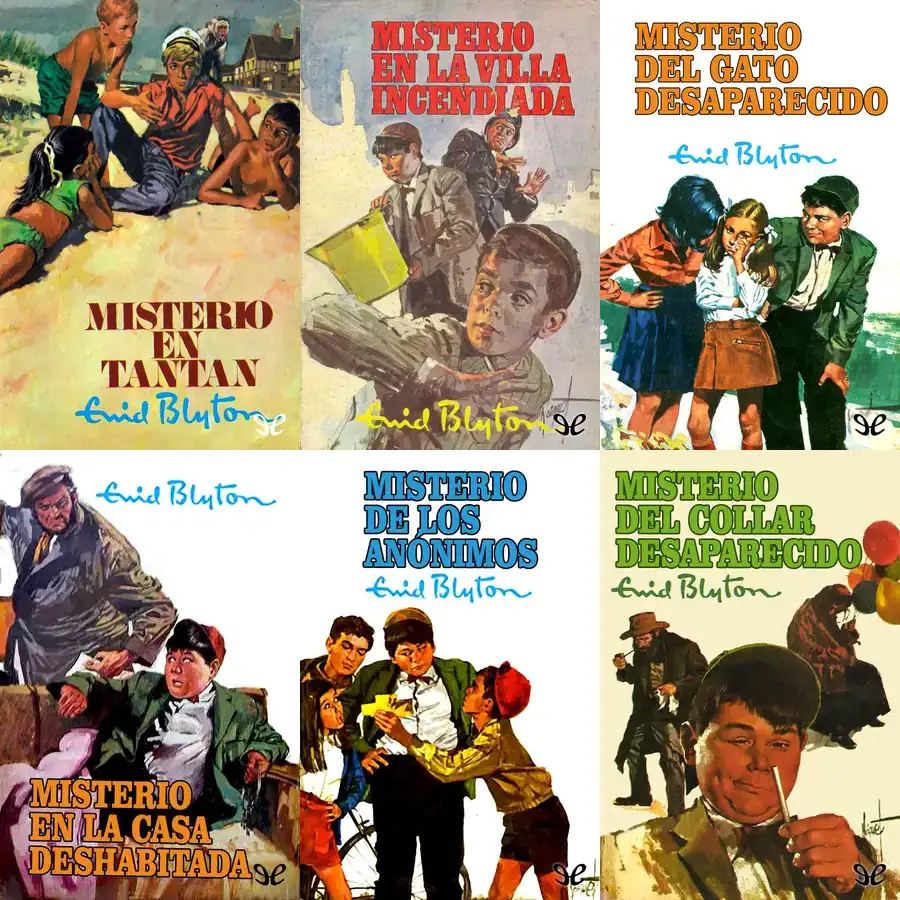 MISTERIO
EN
TANTAN
Enid Blyton
MISTERIO
EN LA VILLA
INCENDIADA
Enid Blyton
MISTERIO
DEL GATO
DESAPARECIDO
Enid Blyton
Enid Blyton
MISTERIO
EN LA CASA
DESHABITADA
MISTERIO
DE LOS
ANÓNIMOS
Enid Blyton
MISTERIO
DEL COLLAR
DESAPARECIDO
Enid Blyton